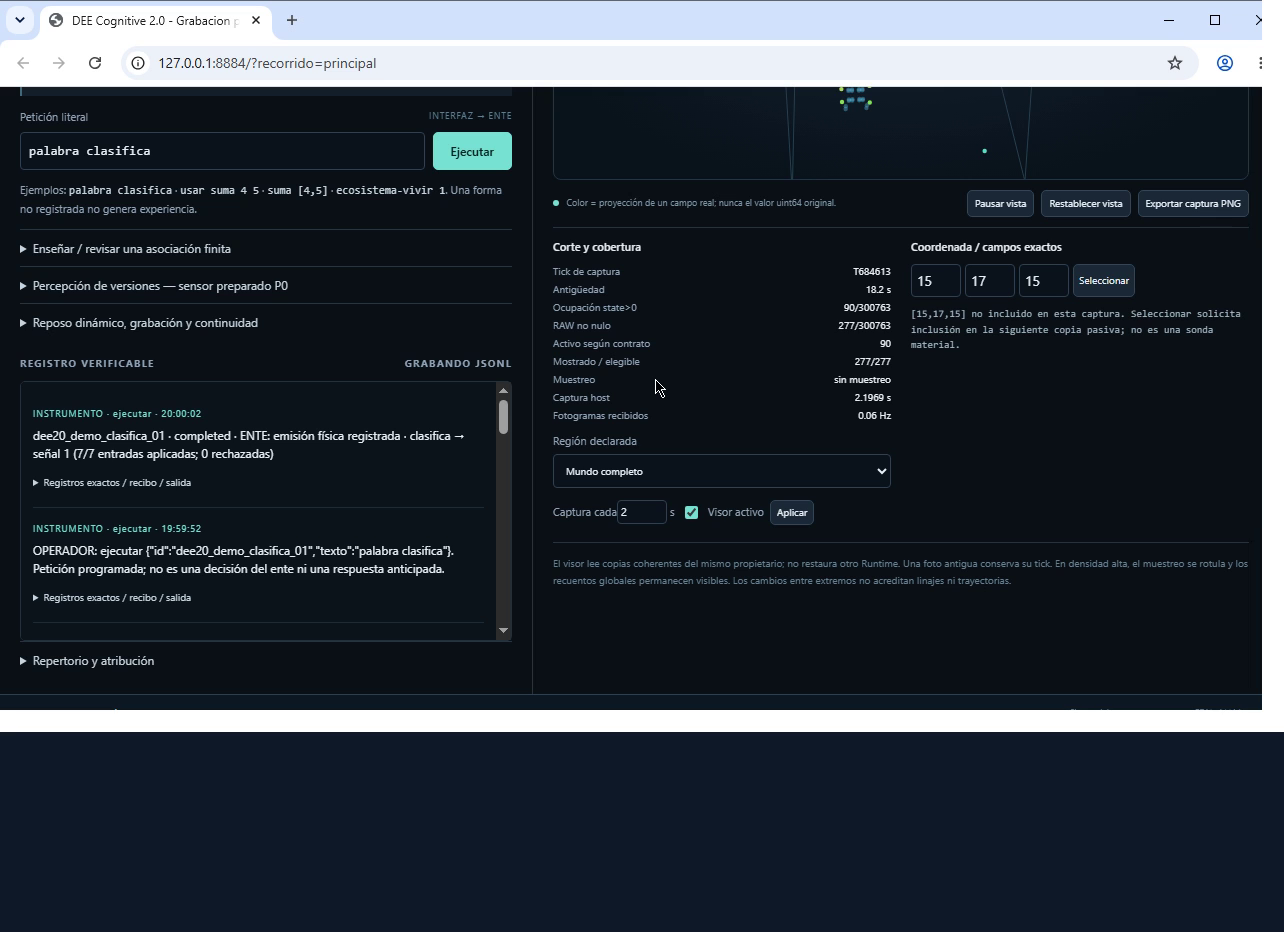 DEE Cognitive 2.0 - Grabacion
127.0.0.1:8884/?recorrido=principal
Petición literal
INTERFAZ → ENTE
palabra clasifica
Ejecutar
Ejemplos: palabra clasifica · usar suma 4 5 · suma [4,5] · ecosistema-vivir 1. Una forma
no registrada no genera experiencia.
Enseñar / revisar una asociación finita
Percepción de versiones — sensor preparado P0
Reposo dinámico, grabación y continuidad
REGISTRO VERIFICABLE
GRABANDO JSONL
INSTRUMENTO · ejecutar · 20:00:02
dee20_demo_clasifica_01 · completed · ENTE: emisión física registrada · clasifica →
señal 1 (7/7 entradas aplicadas; 0 rechazadas)
Registros exactos / recibo / salida
INSTRUMENTO · ejecutar · 19:59:52
OPERADOR: ejecutar {"id":"dee20_demo_clasifica_01","texto":"palabra clasifica"}.
Petición programada; no es una decisión del ente ni una respuesta anticipada.
Registros exactos / recibo / salida
Repertorio y atribución
Color = proyección de un campo real; nunca el valor uint64 original.
Pausar vista
Restablecer vista
Exportar captura PNG
Corte y cobertura
Tick de captura T684613
Antigüedad 18.2 s
Ocupación state>0 90/300763
RAW no nulo 277/300763
Activo según contrato 90
Mostrado / elegible 277/277
Muestreo sin muestreo
Captura host 2.1969 s
Fotogramas recibidos 0.06 Hz
Región declarada
Mundo completo
Captura cada 2 s Visor activo Aplicar
Coordenada / campos exactos
15 17 15 Seleccionar
[15,17,15] no incluido en esta captura. Seleccionar solicita
inclusión en la siguiente copia pasiva; no es una sonda
material.
El visor lee copias coherentes del mismo propietario; no restaura otro Runtime. Una foto antigua conserva su tick. En densidad alta, el muestreo se rotula y los
recuentos globales permanecen visibles. Los cambios entre extremos no acreditan linajes ni trayectorias.